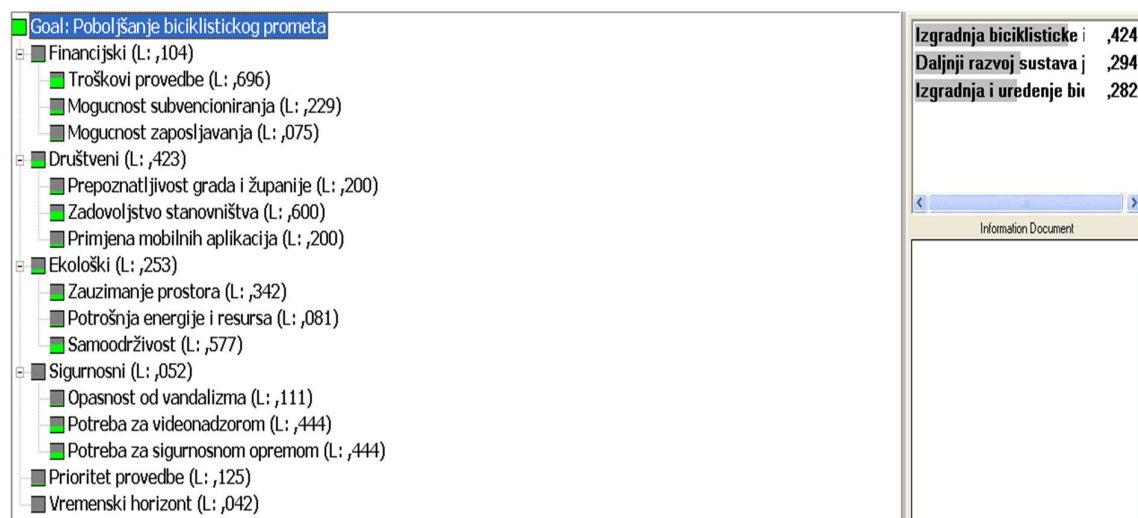 Goal: Poboljšanje biciklističkog prometa
Financijski (L: ,104)
Troškovi provedbe (L: ,696)
Mogucnost subvencioniranja (L: ,229)
Mogucnost zapošljavanja (L: ,075)
Društveni (L: ,423)
Prepoznatljivost grada i županije (L: ,200)
Zadovoljstvo stanovništva (L: ,600)
Primjena mobilnih aplikacija (L: ,200)
Ekološki (L: ,253)
Zauzimanje prostora (L: ,342)
Potrošnja energije i resursa (L: ,081)
Samoodrživost (L: ,577)
Sigurnosni (L: ,052)
Opasnost od vandalizma (L: ,111)
Potreba za videonadzorom (L: ,444)
Potreba za sigurnosnom opremom (L: ,444)
Prioritet provedbe (L: ,125)
Vremenski horizont (L: ,042)
Izgradnja biciklisticke i ,424
Daljnji razvoj sustava j ,294
Izgradnja i uredenje bi ,282
Information Document